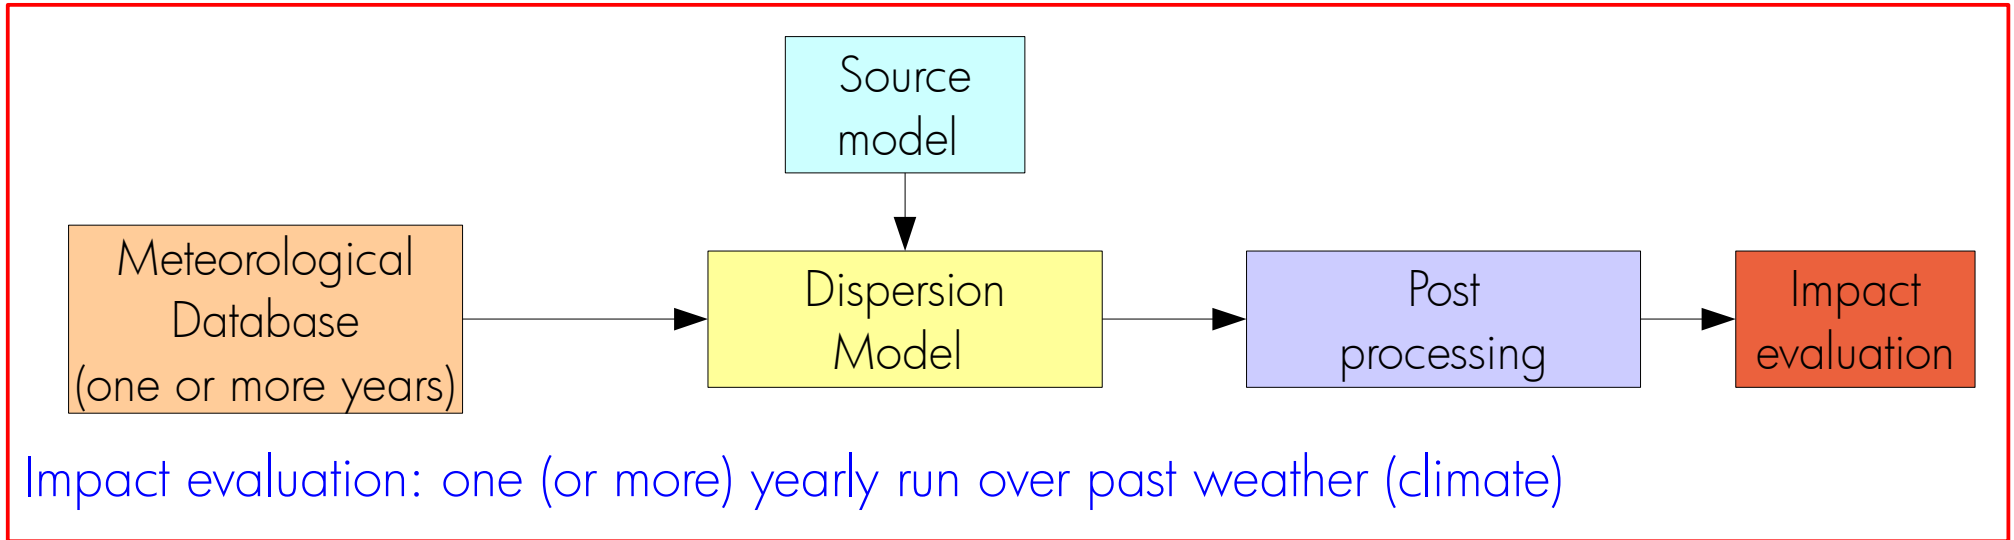 Source
model
Meteorological
Database
(one or more years)
Dispersion
Model
Post
processing
Impact
evaluation
Impact evaluation: one (or more) yearly run over past weather (climate)